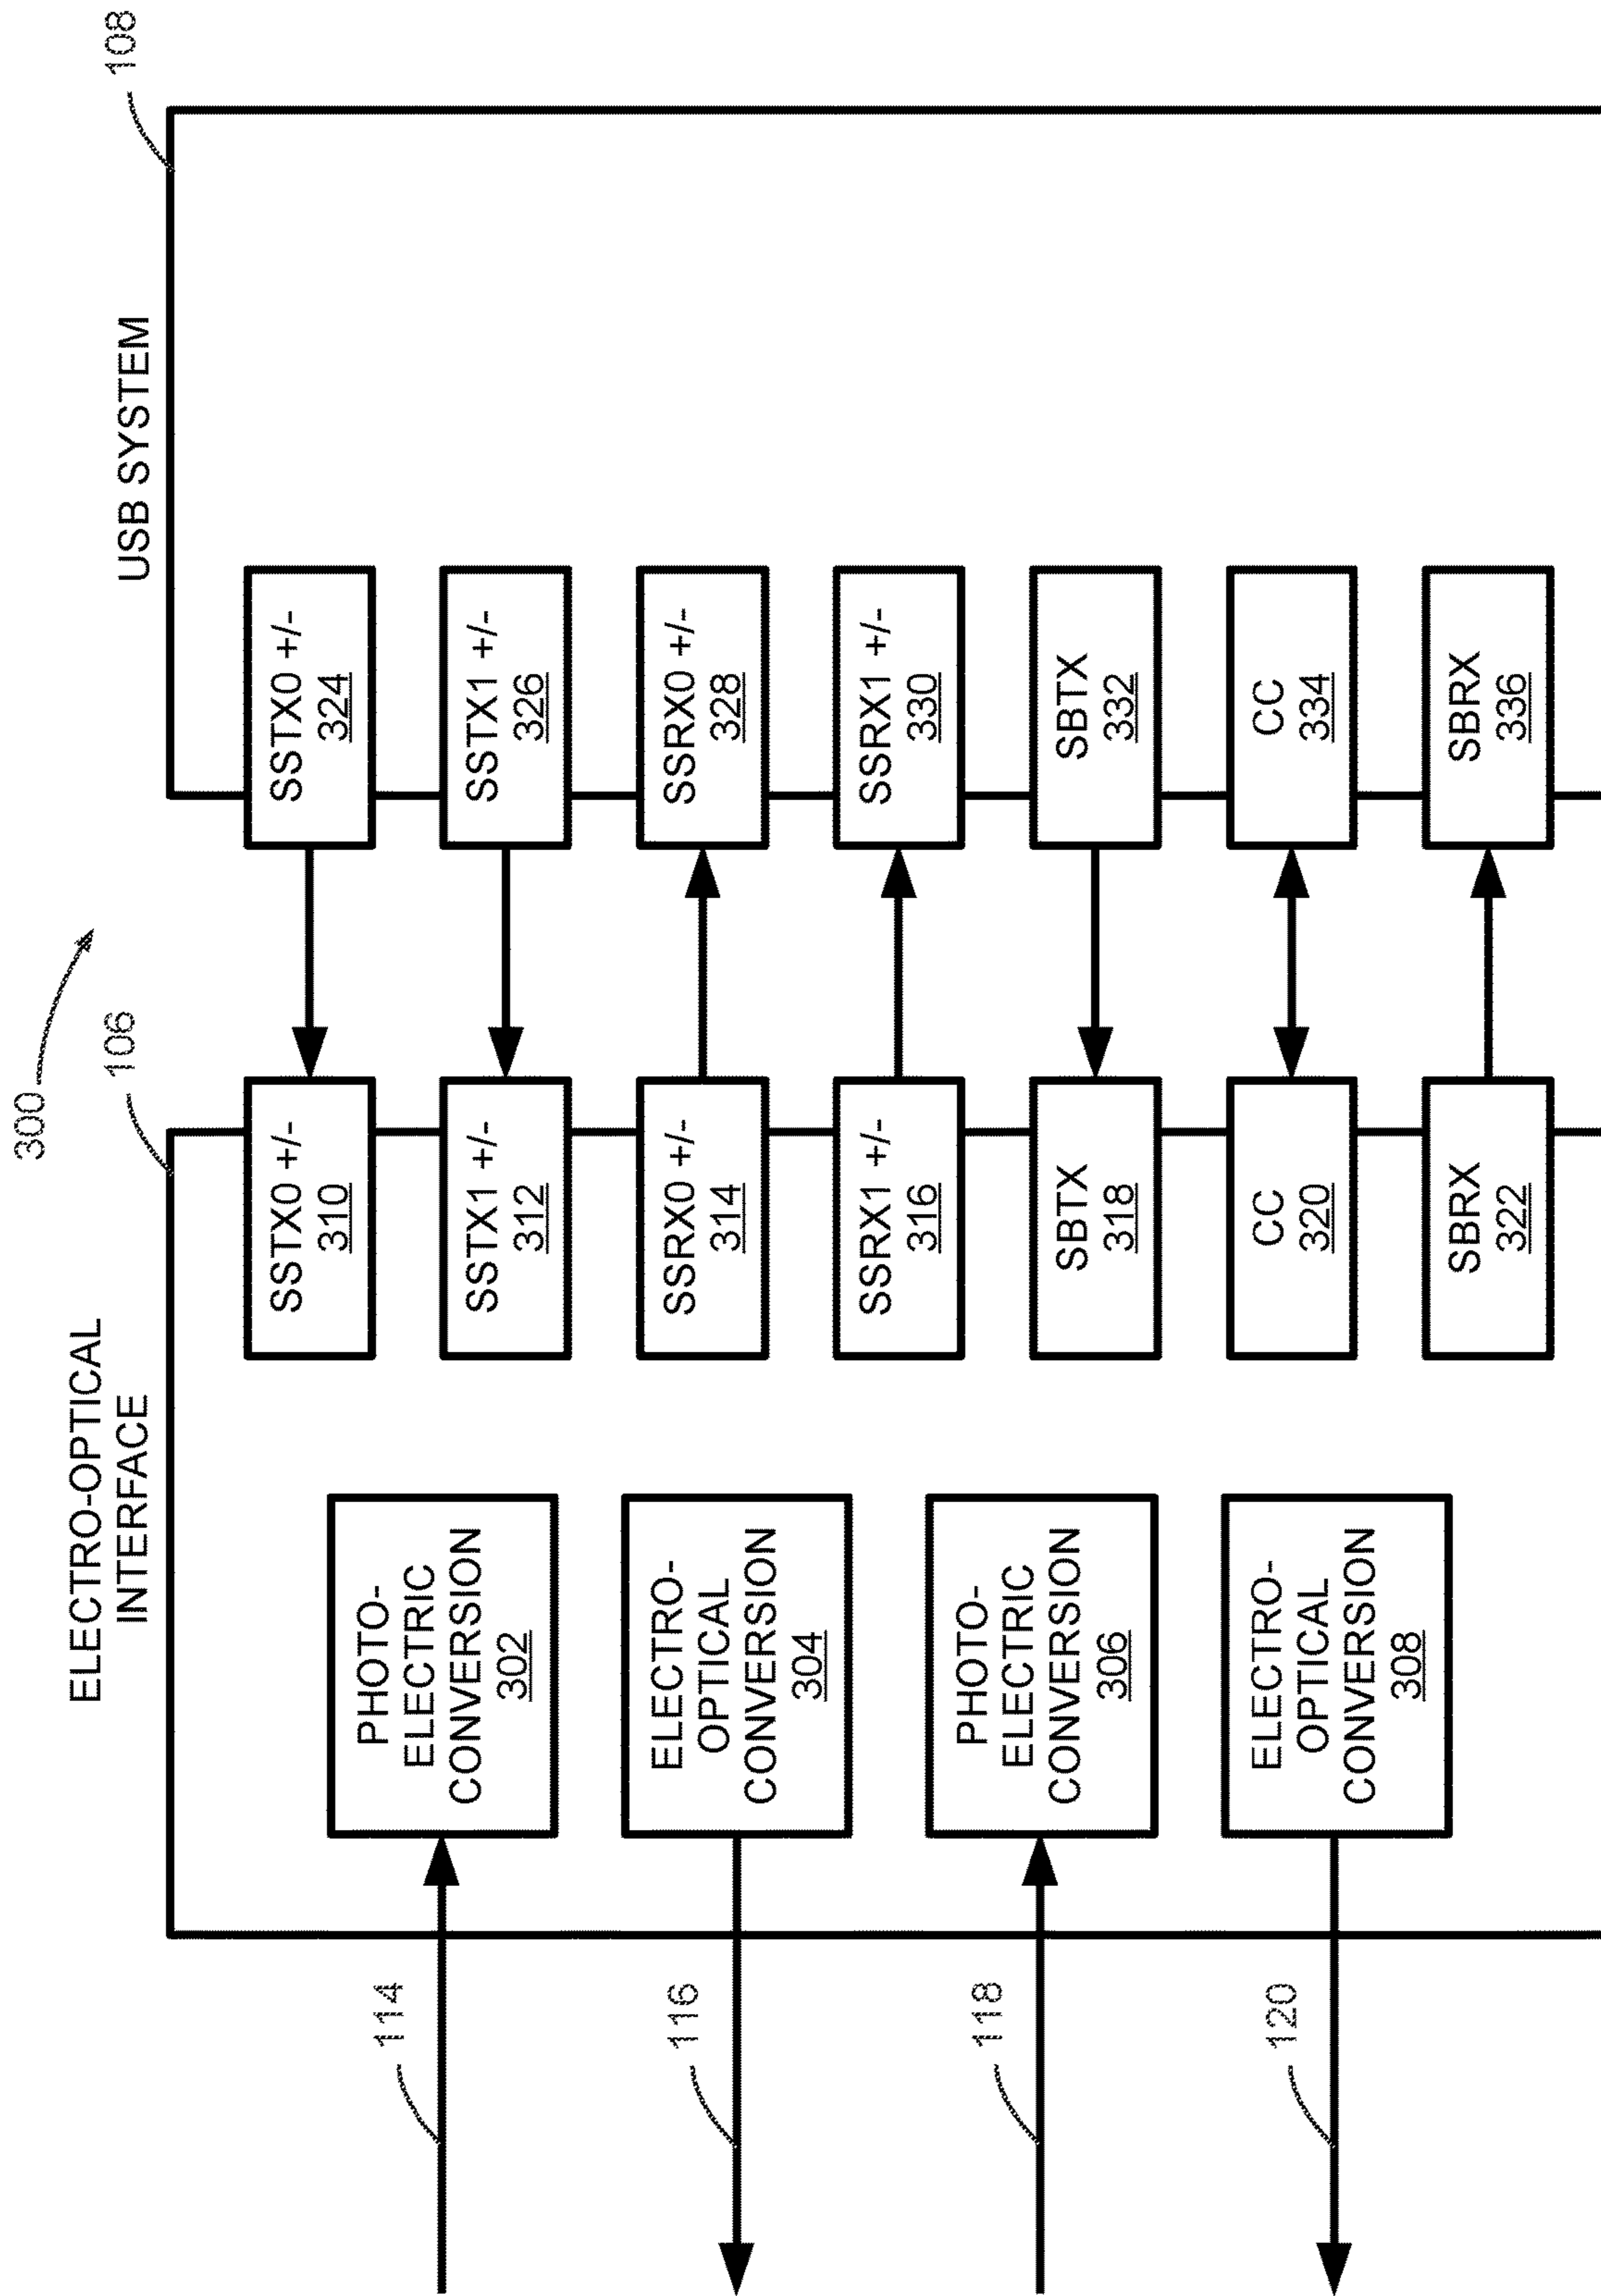 300
ELECTRO-OPTICAL
INTERFACE
106
USB SYSTEM
108
114
PHOTO-
ELECTRIC
CONVERSION
302
116
ELECTRO-
OPTICAL
CONVERSION
304
118
PHOTO-
ELECTRIC
CONVERSION
306
120
ELECTRO-
OPTICAL
CONVERSION
308
SSTX0 +/-
310
SSTX1 +/-
312
SSRX0 +/-
314
SSRX1 +/-
316
SBTX
318
CC
320
SBRX
322
SSTX0 +/-
324
SSTX1 +/-
326
SSRX0 +/-
328
SSRX1 +/-
330
SBTX
332
CC
334
SBRX
336